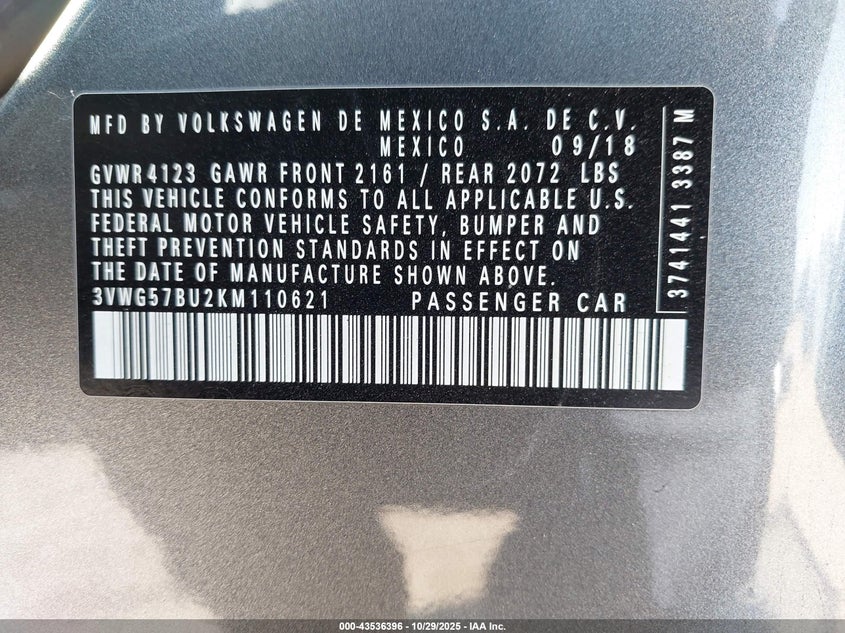 MFD BY VOLKSWAGEN DE MEXICO S.A. DE C.V.
MEXICO 09/18
GVWR 4123 GAWR FRONT 2161 / REAR 2072 LBS
THIS VEHICLE CONFORMS TO ALL APPLICABLE U.S.
FEDERAL MOTOR VEHICLE SAFETY, BUMPER AND
THEFT PREVENTION STANDARDS IN EFFECT ON
THE DATE OF MANUFACTURE SHOWN ABOVE.
3VWG57BU2KM110621 PASSENGER CAR
3741441 3387 M
000-43536396 - 10/29/2025 - IAA Inc.